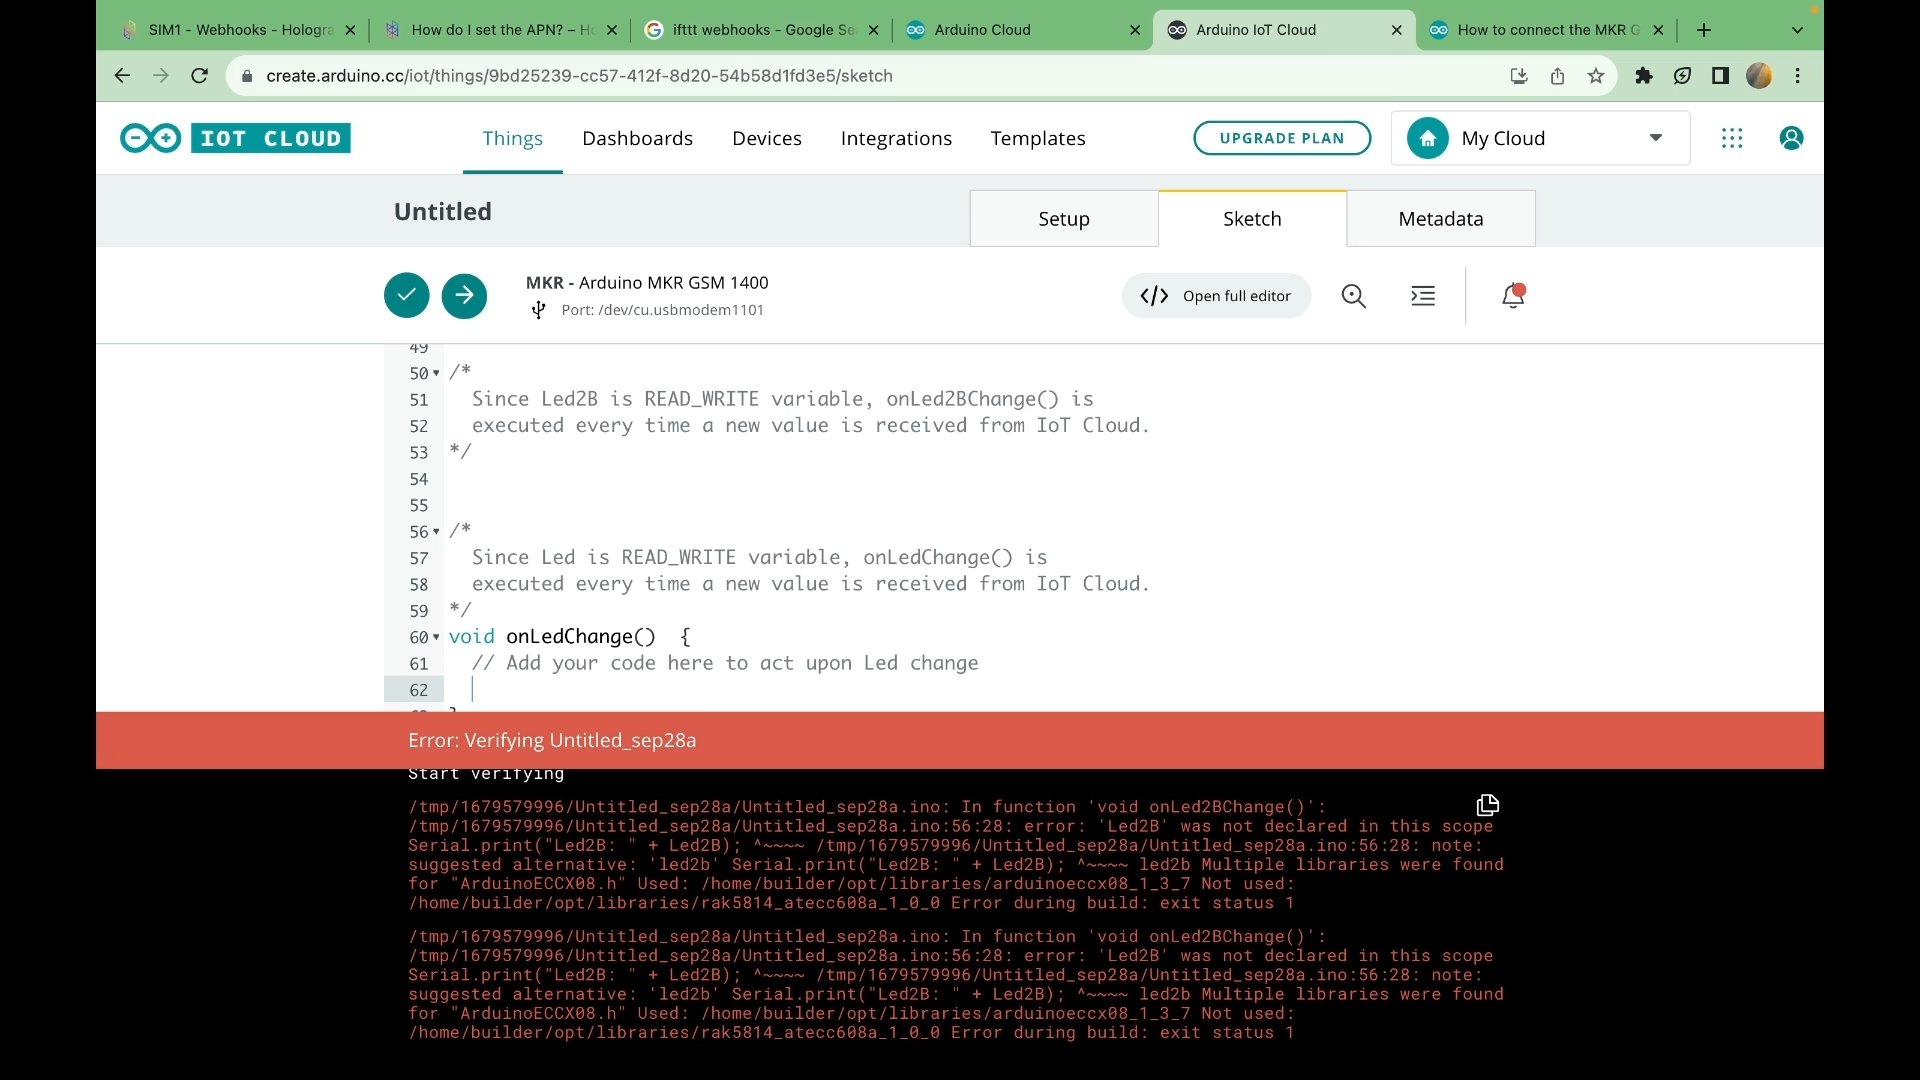 SIM1 - Webhooks - Hologra
How do I set the APN? – Ho
ifttt webhooks - Google Se
Arduino Cloud
Arduino IoT Cloud
How to connect the MKR G
create.arduino.cc/iot/things/9bd25239-cc57-412f-8d20-54b58d1fd3e5/sketch
IOT CLOUD
Things
Dashboards
Devices
Integrations
Templates
UPGRADE PLAN
My Cloud
Untitled
Setup
Sketch
Metadata
MKR - Arduino MKR GSM 1400
Port: /dev/cu.usbmodem1101
</> Open full editor
49
50 /*
51 Since Led2B is READ_WRITE variable, onLed2BChange() is
52 executed every time a new value is received from IoT Cloud.
53 */
54
55
56 /*
57 Since Led is READ_WRITE variable, onLedChange() is
58 executed every time a new value is received from IoT Cloud.
59 */
60 void onLedChange()  {
61 // Add your code here to act upon Led change
62
Error: Verifying Untitled_sep28a
Start verifying
/tmp/1679579996/Untitled_sep28a/Untitled_sep28a.ino: In function 'void onLed2BChange()':
/tmp/1679579996/Untitled_sep28a/Untitled_sep28a.ino:56:28: error: 'Led2B' was not declared in this scope
Serial.print("Led2B: " + Led2B); ^~~~~ /tmp/1679579996/Untitled_sep28a/Untitled_sep28a.ino:56:28: note:
suggested alternative: 'led2b' Serial.print("Led2B: " + Led2B); ^~~~~ led2b Multiple libraries were found
for "ArduinoECCX08.h" Used: /home/builder/opt/libraries/arduinoeccx08_1_3_7 Not used:
/home/builder/opt/libraries/rak5814_atecc608a_1_0_0 Error during build: exit status 1
/tmp/1679579996/Untitled_sep28a/Untitled_sep28a.ino: In function 'void onLed2BChange()':
/tmp/1679579996/Untitled_sep28a/Untitled_sep28a.ino:56:28: error: 'Led2B' was not declared in this scope
Serial.print("Led2B: " + Led2B); ^~~~~ /tmp/1679579996/Untitled_sep28a/Untitled_sep28a.ino:56:28: note:
suggested alternative: 'led2b' Serial.print("Led2B: " + Led2B); ^~~~~ led2b Multiple libraries were found
for "ArduinoECCX08.h" Used: /home/builder/opt/libraries/arduinoeccx08_1_3_7 Not used:
/home/builder/opt/libraries/rak5814_atecc608a_1_0_0 Error during build: exit status 1